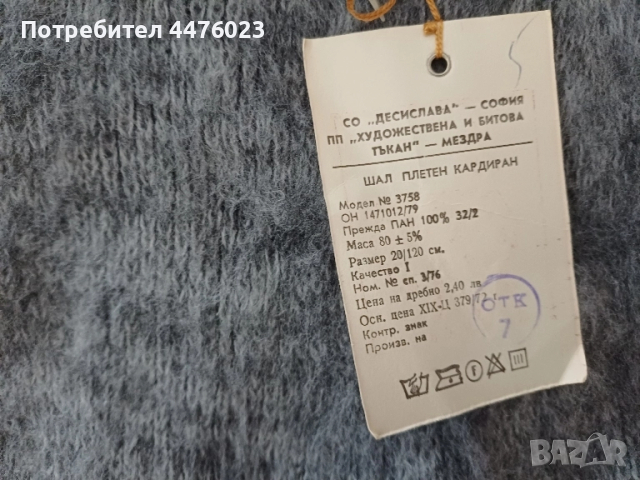 Потребител 4476023
СО „ДЕСИСЛАВА" — СОФИЯ
ПП „ХУДОЖЕСТВЕНА И БИТОВА
ТЪКАН" — МЕЗДРА
ШАЛ ПЛЕТЕН КАРДИРАН
Модел № 3758
ОН 1471012/79
Прежда ПАН 100% 32/2
Маса 80 ± 5%
Размер 20/120 см.
Качество I
Ном. № сп. 3/76
Цена на дребно 2,40 лв.
Осн. цена XIX-Ц 379/72
Контр. знак
Произв. на
ОТК
7
BAZAR